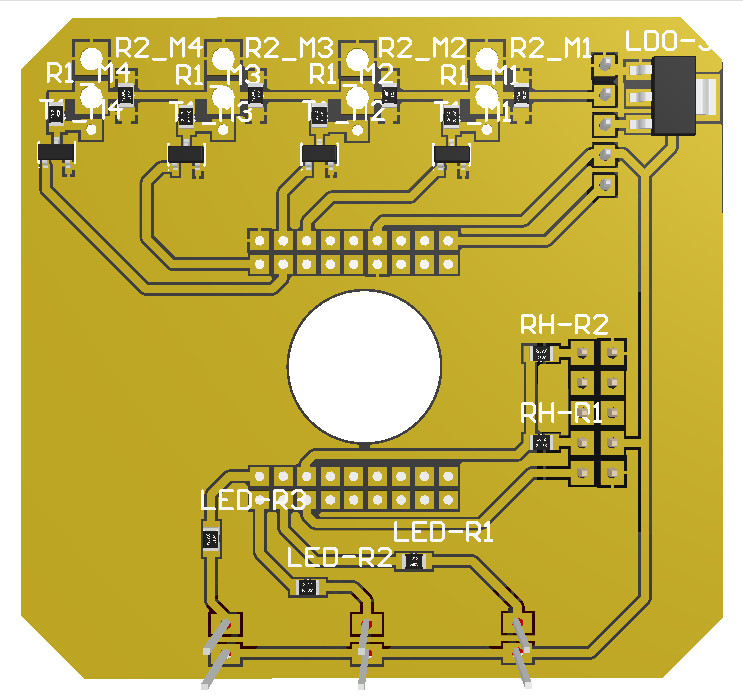 R2_M4 R2_M3 R2_M2 R2_M1 LDO-3
R1_M4 R1_M3 R1_M2 R1_M1
T1_M4 T1_M3 T1_M2 T1_M1
RH-R2
RH-R1
LED-R3
LED-R1
LED-R2